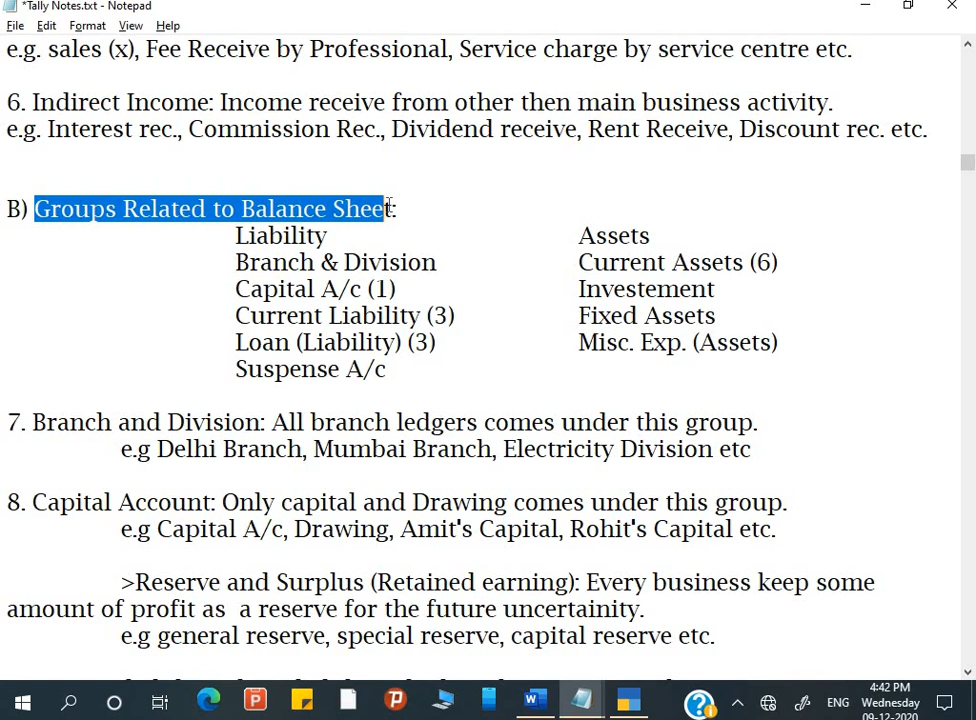 *Tally Notes.txt - Notepad
File Edit Format View Help
e.g. sales (x), Fee Receive by Professional, Service charge by service centre etc.
6. Indirect Income: Income receive from other then main business activity.
e.g. Interest rec., Commission Rec., Dividend receive, Rent Receive, Discount rec. etc.
B) Groups Related to Balance Sheet:
Liability Assets
Branch & Division Current Assets (6)
Capital A/c (1) Investement
Current Liability (3) Fixed Assets
Loan (Liability) (3) Misc. Exp. (Assets)
Suspense A/c
7. Branch and Division: All branch ledgers comes under this group.
e.g Delhi Branch, Mumbai Branch, Electricity Division etc
8. Capital Account: Only capital and Drawing comes under this group.
e.g Capital A/c, Drawing, Amit's Capital, Rohit's Capital etc.
>Reserve and Surplus (Retained earning): Every business keep some
amount of profit as a reserve for the future uncertainity.
e.g general reserve, special reserve, capital reserve etc.
4:42 PM
ENG Wednesday
09-12-2020